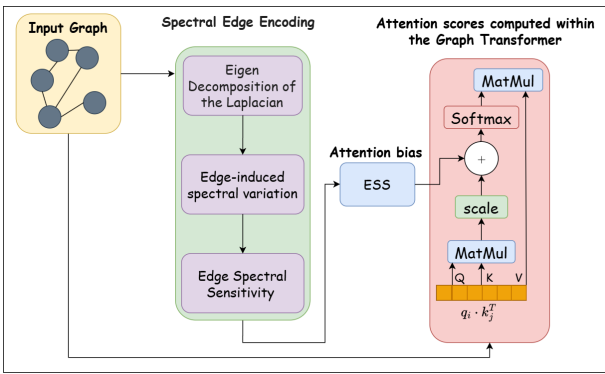 Input Graph
Spectral Edge Encoding
Eigen
Decomposition of
the Laplacian
Edge-induced
spectral variation
Edge Spectral
Sensitivity
Attention bias
ESS
Attention scores computed within
the Graph Transformer
MatMul
Softmax
+
scale
MatMul
Q K V
q_i · k_j^T